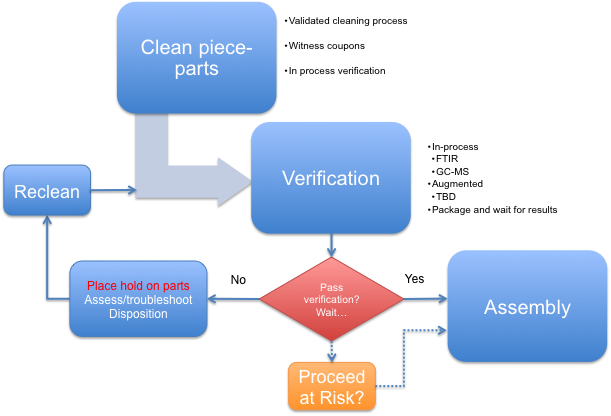 Clean piece-
parts
•Validated cleaning process
•Witness coupons
•In process verification
Verification
•In-process
•FTIR
•GC-MS
•Augmented
•TBD
•Package and wait for results
Reclean
Place hold on parts
Assess/troubleshoot
Disposition
No
Pass
verification?
Wait…
Yes
Assembly
Proceed
at Risk?